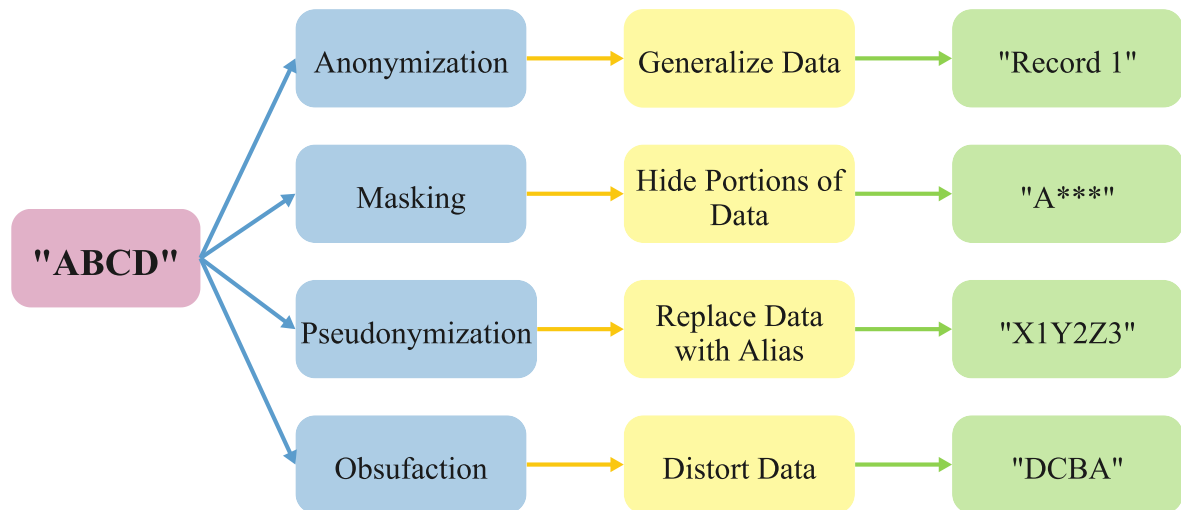 "ABCD"
Anonymization
Generalize Data
"Record 1"
Masking
Hide Portions of
Data
"A***"
Pseudonymization
Replace Data
with Alias
"X1Y2Z3"
Obsufaction
Distort Data
"DCBA"